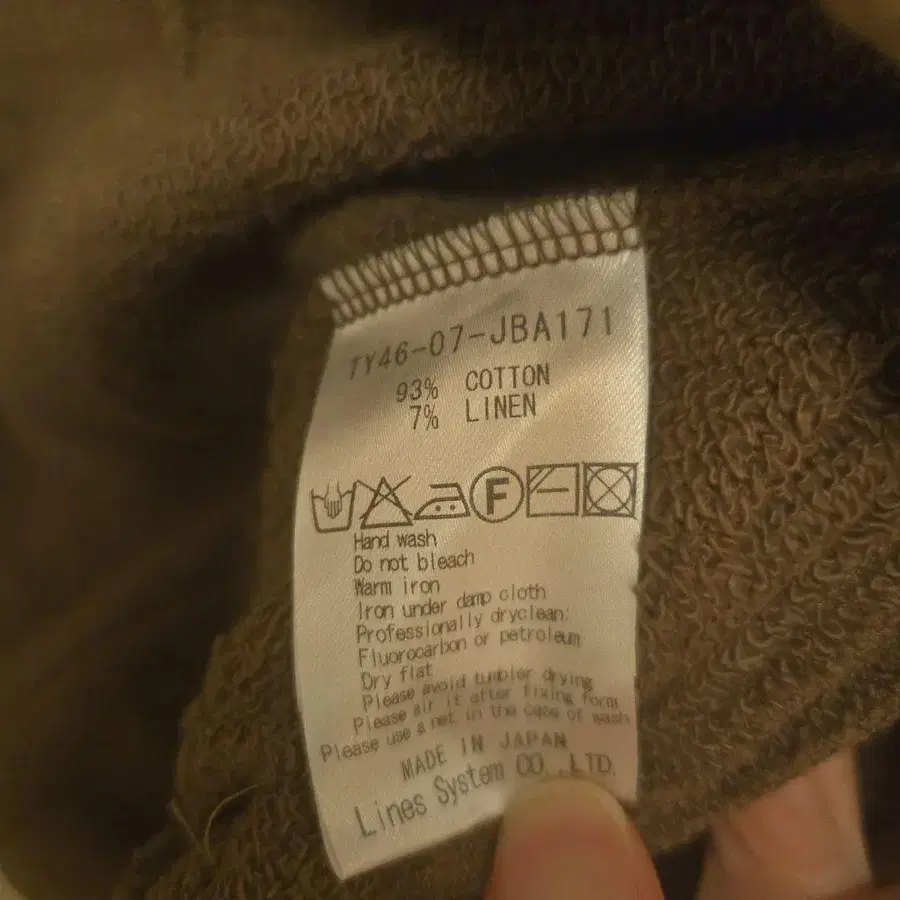 TY46-07-JBA171
93% COTTON
7% LINEN
F
Hand wash
Do not bleach
Warm iron
Iron under damp cloth
Professionally dryclean:
Fluorocarbon or petroleum
Dry flat
Please avoid tumbler drying
Please air it after fixing form
Please use a net in the case of wash
MADE IN JAPAN
Lines System CO.,LTD.